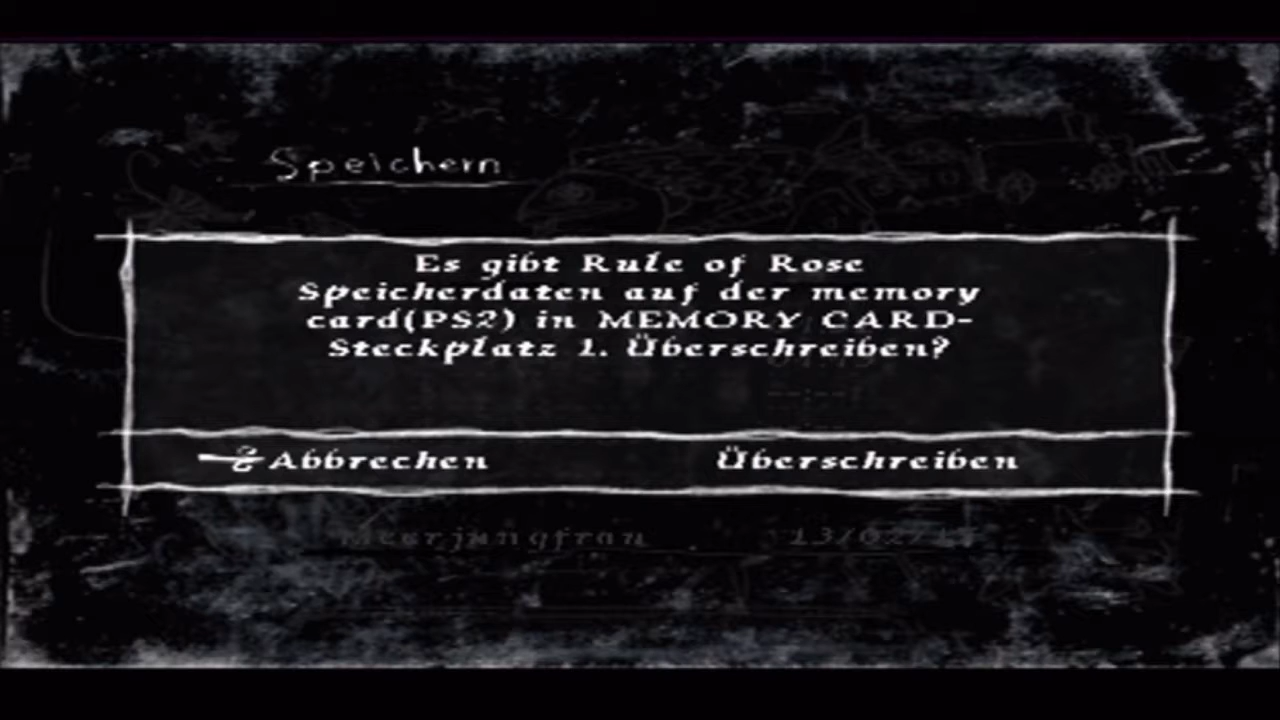 Speichern
Es gibt Rule of Rose
Speicherdaten auf der memory
card(PS2) in MEMORY CARD-
Steckplatz 1. Überschreiben?
Abbrechen Überschreiben
Meerjungfrau